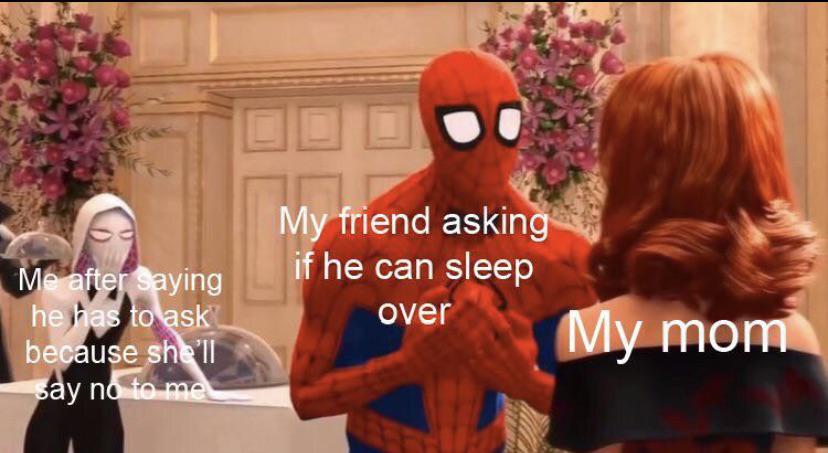 Me after saying
he has to ask
because she'll
say no to me
My friend asking
if he can sleep
over
My mom